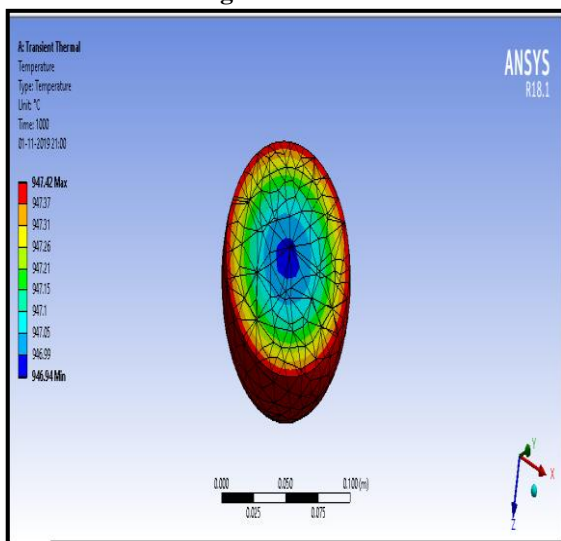 A: Transient Thermal
Temperature
Type: Temperature
Unit: °C
Time: 1000
01-11-2019 21:00
ANSYS
R18.1
947.42 Max
947.37
947.31
947.26
947.21
947.15
947.1
947.05
946.99
946.94 Min
0.000 0.050 0.100 (m)
0.025 0.075
Y
X
Z